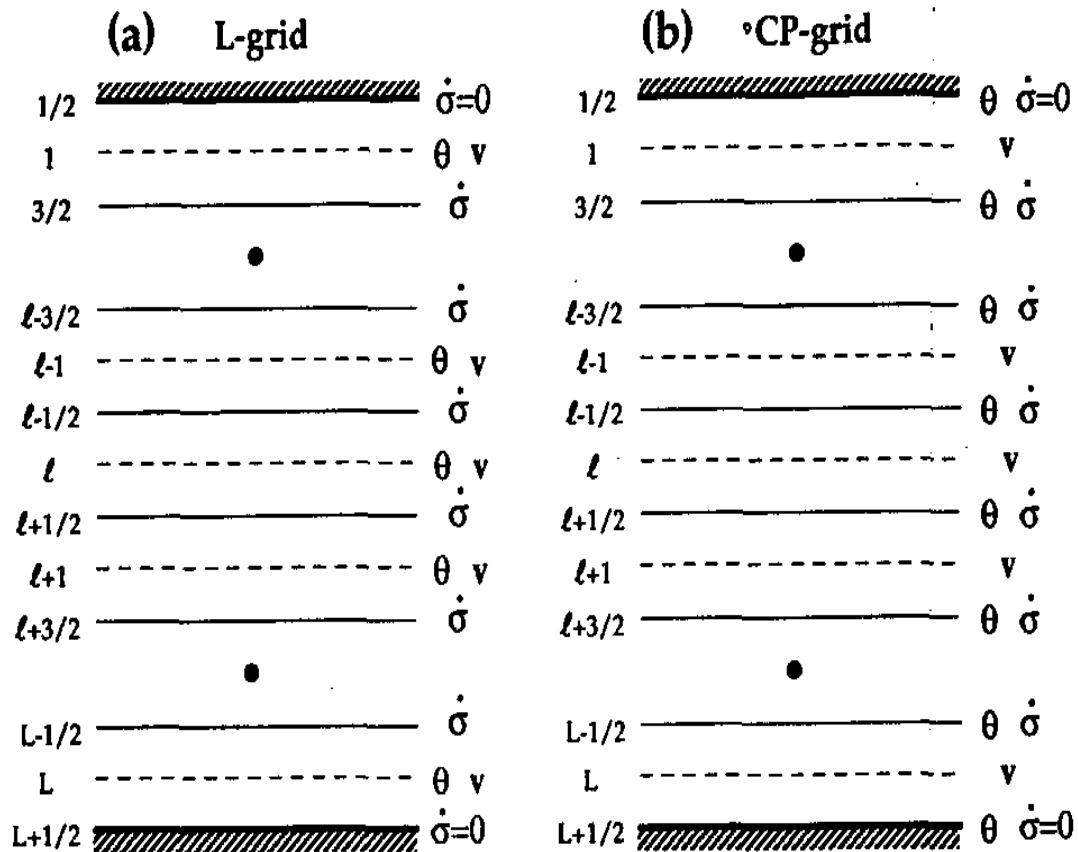 (a) L-grid
1/2 σ̇=0
1 θ v
3/2 σ̇
ℓ-3/2 σ̇
ℓ-1 θ v
ℓ-1/2 σ̇
ℓ θ v
ℓ+1/2 σ̇
ℓ+1 θ v
ℓ+3/2 σ̇
L-1/2 σ̇
L θ v
L+1/2 σ̇=0
(b) CP-grid
1/2 θ σ̇=0
1 v
3/2 θ σ̇
ℓ-3/2 θ σ̇
ℓ-1 v
ℓ-1/2 θ σ̇
ℓ v
ℓ+1/2 θ σ̇
ℓ+1 v
ℓ+3/2 θ σ̇
L-1/2 θ σ̇
L v
L+1/2 θ σ̇=0